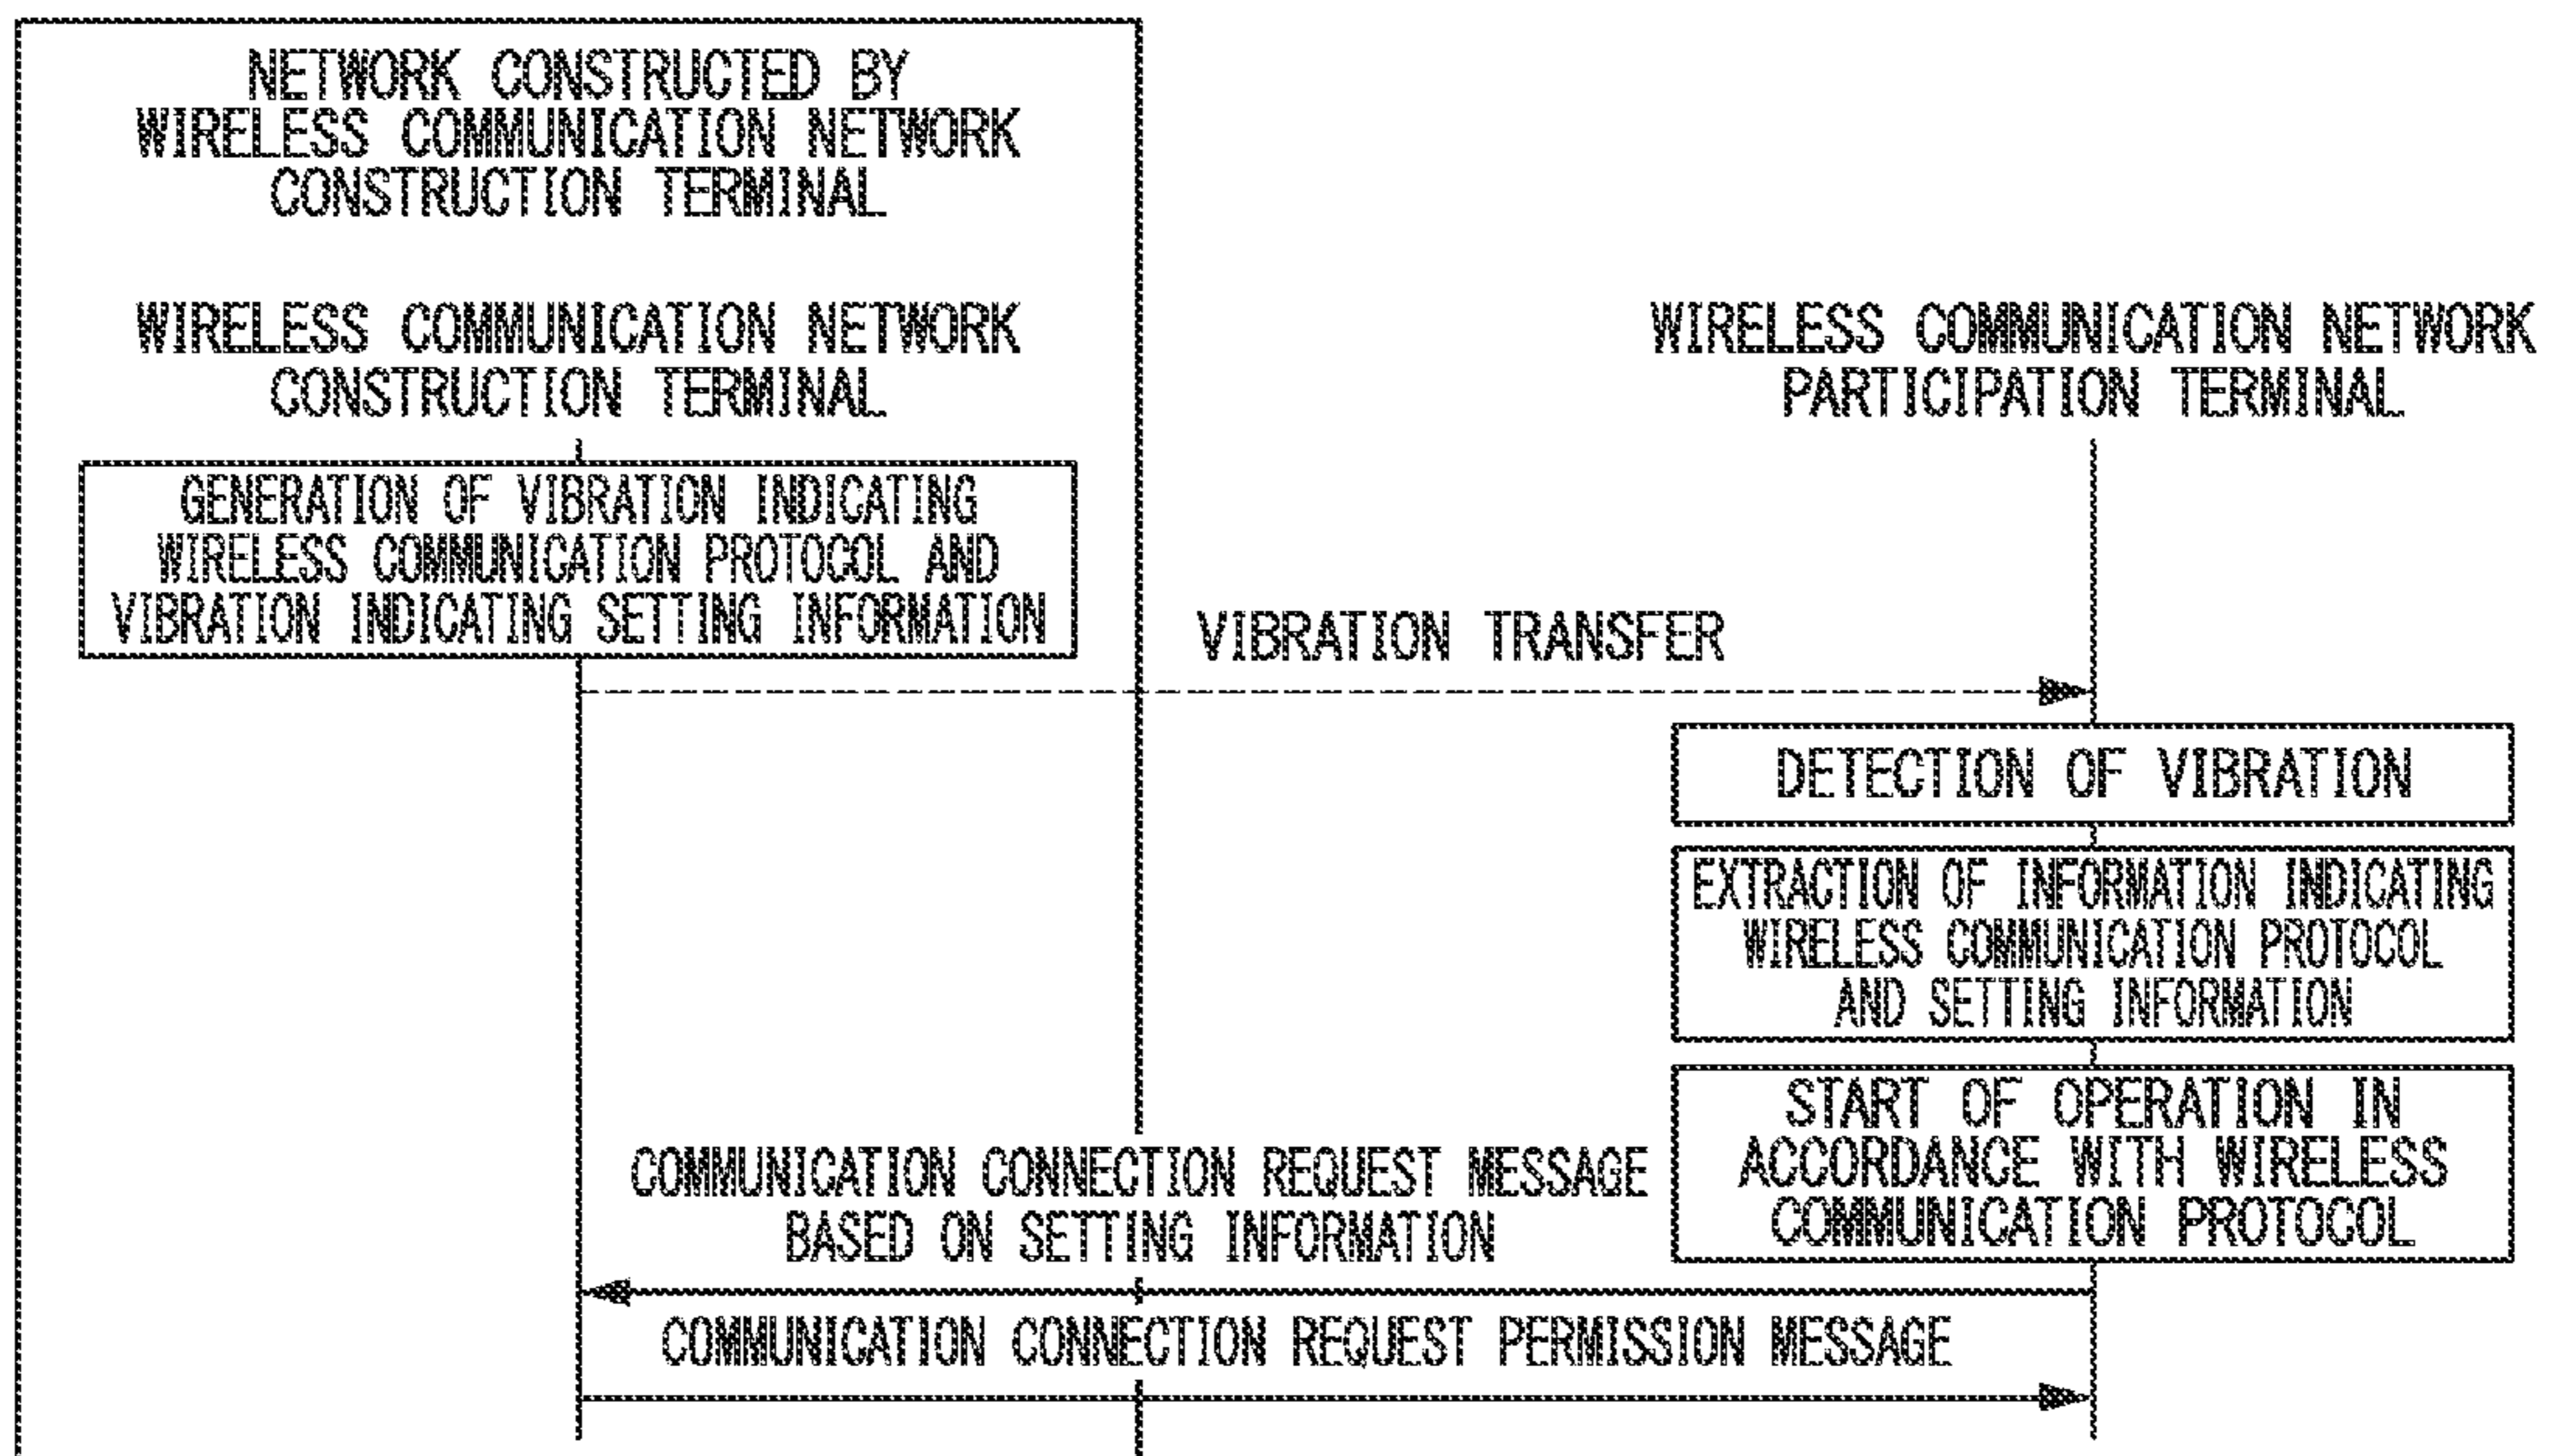 NETWORK CONSTRUCTED BY
WIRELESS COMMUNICATION NETWORK
CONSTRUCTION TERMINAL
WIRELESS COMMUNICATION NETWORK
CONSTRUCTION TERMINAL
WIRELESS COMMUNICATION NETWORK
PARTICIPATION TERMINAL
GENERATION OF VIBRATION INDICATING
WIRELESS COMMUNICATION PROTOCOL AND
VIBRATION INDICATING SETTING INFORMATION
VIBRATION TRANSFER
DETECTION OF VIBRATION
EXTRACTION OF INFORMATION INDICATING
WIRELESS COMMUNICATION PROTOCOL
AND SETTING INFORMATION
START OF OPERATION IN
ACCORDANCE WITH WIRELESS
COMMUNICATION PROTOCOL
COMMUNICATION CONNECTION REQUEST MESSAGE
BASED ON SETTING INFORMATION
COMMUNICATION CONNECTION REQUEST PERMISSION MESSAGE